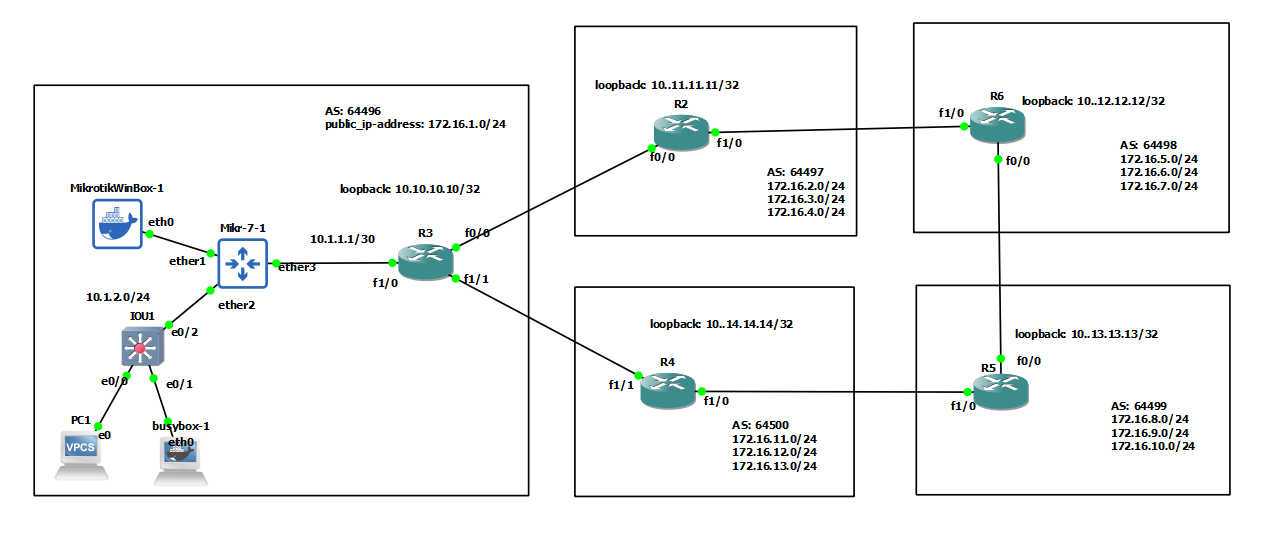 AS: 64496
public_ip-address: 172.16.1.0/24
MikrotikWinBox-1
eth0
loopback: 10.10.10.10/32
Mikr-7-1
ether1
ether3
ether2
10.1.1.1/30
R3
f0/0
f1/0
f1/1
10.1.2.0/24
IOU1
e0/2
e0/0
e0/1
PC1
e0
VPCS
busybox-1
eth0
loopback: 10..11.11.11/32
R2
f0/0
f1/0
AS: 64497
172.16.2.0/24
172.16.3.0/24
172.16.4.0/24
R6
loopback: 10..12.12.12/32
f1/0
f0/0
AS: 64498
172.16.5.0/24
172.16.6.0/24
172.16.7.0/24
loopback: 10..14.14.14/32
R4
f1/1
f1/0
AS: 64500
172.16.11.0/24
172.16.12.0/24
172.16.13.0/24
loopback: 10..13.13.13/32
f0/0
R5
f1/0
AS: 64499
172.16.8.0/24
172.16.9.0/24
172.16.10.0/24